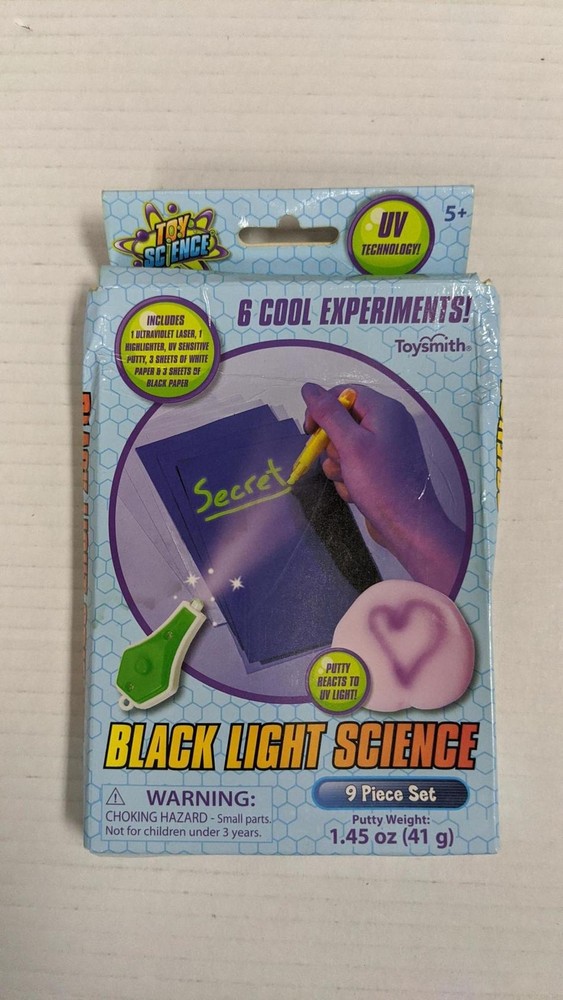 TOY
SCIENCE
UV
TECHNOLOGY!
5+
6 COOL EXPERIMENTS!
Toysmith®
INCLUDES
1 ULTRAVIOLET LASER, 1
HIGHLIGHTER, UV SENSITIVE
PUTTY, 3 SHEETS OF WHITE
PAPER & 3 SHEETS OF
BLACK PAPER
Secret
PUTTY
REACTS TO
UV LIGHT!
BLACK LIGHT SCIENCE
9 Piece Set
WARNING:
CHOKING HAZARD - Small parts.
Not for children under 3 years.
Putty Weight:
1.45 oz (41 g)